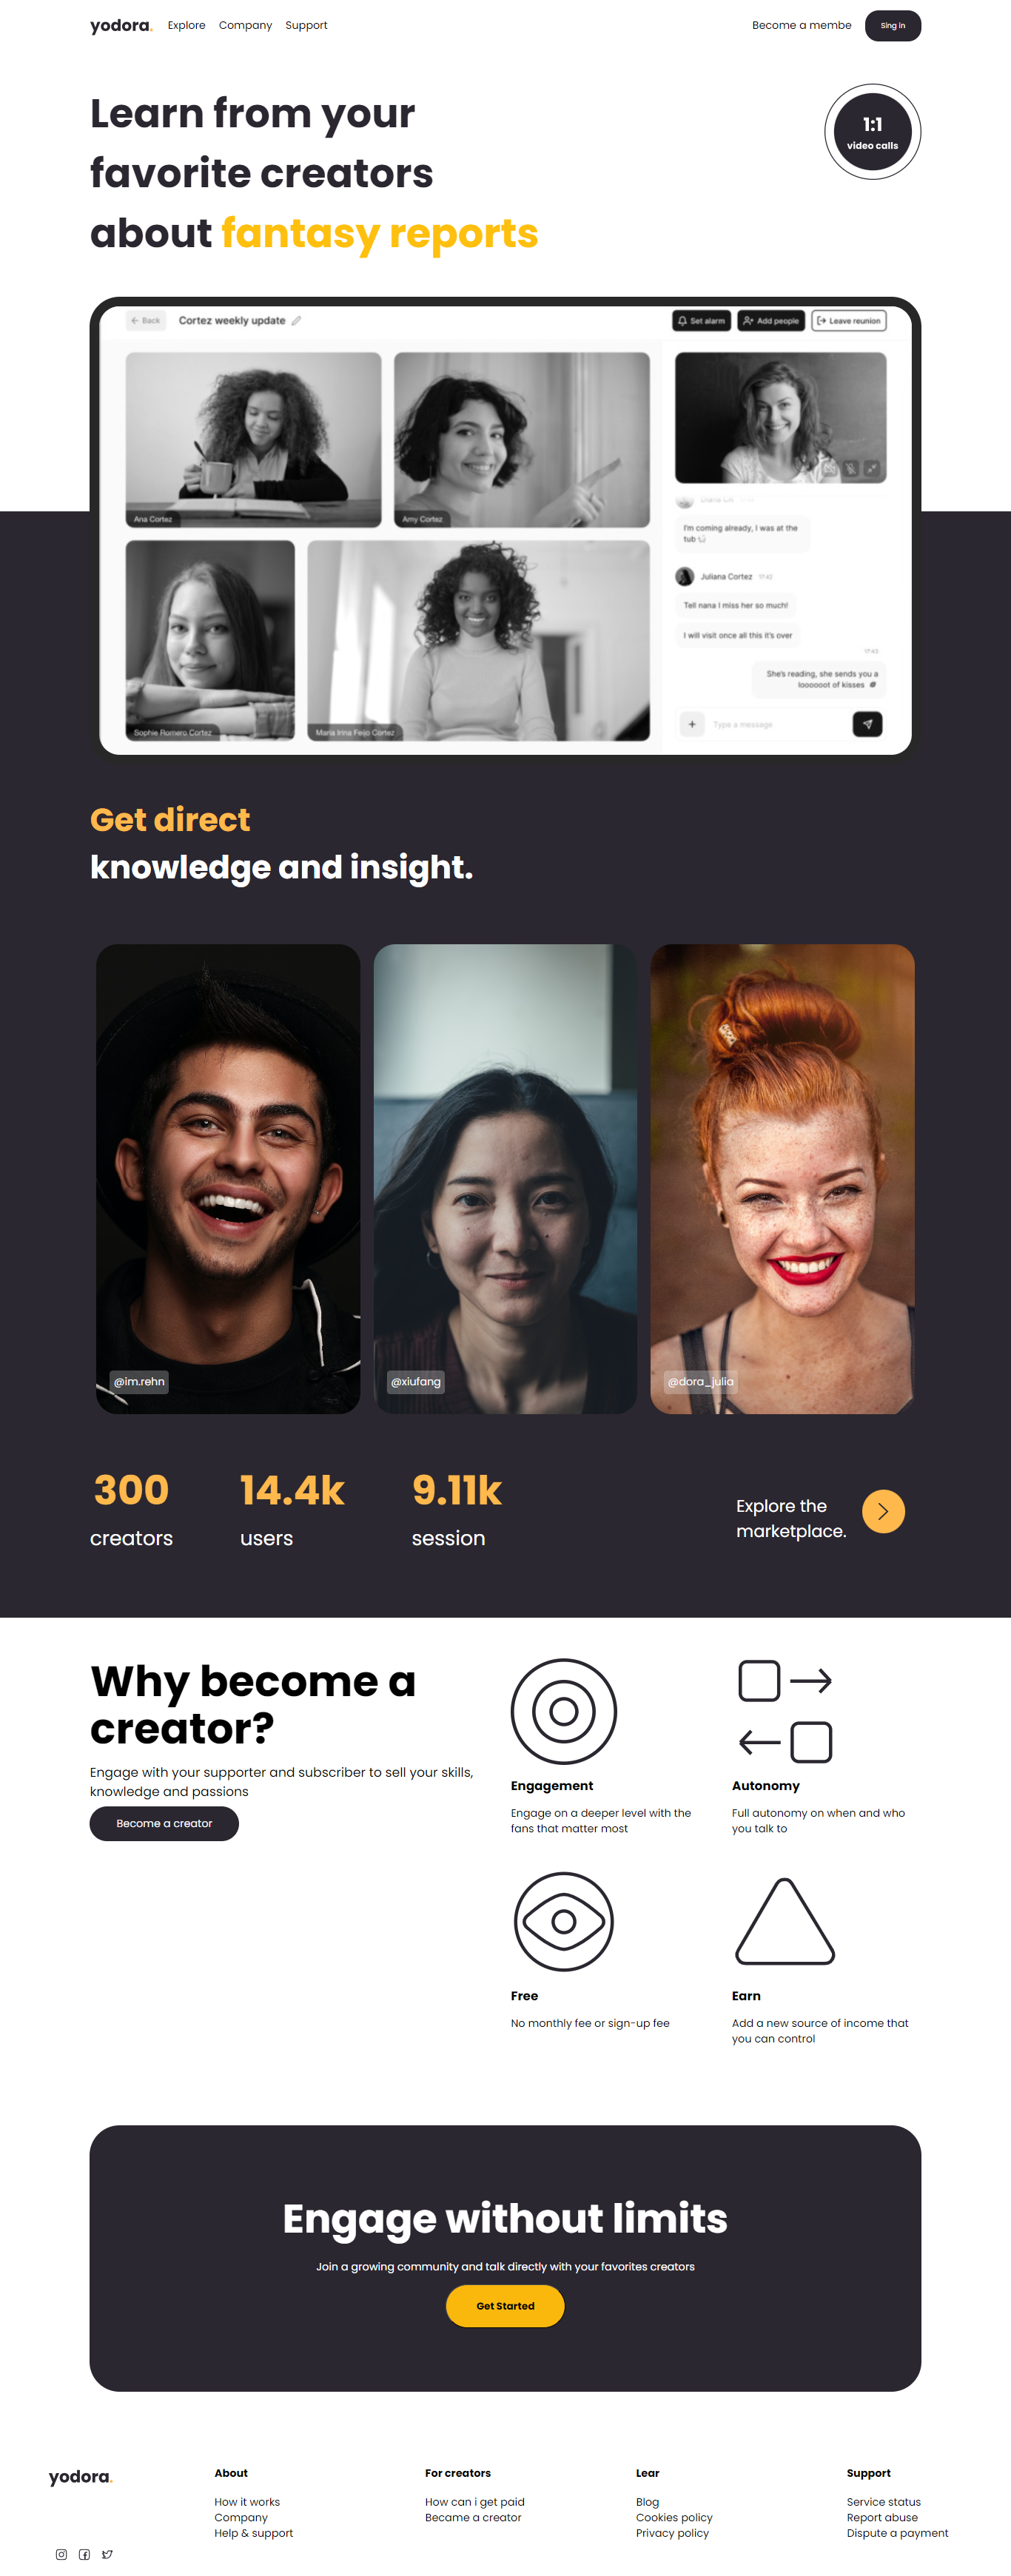 yodora.
Explore
Company
Support
Become a membe
Sing in
Learn from your
favorite creators
about fantasy reports
1:1
video calls
Back
Cortez weekly update
Set alarm
Add people
Leave reunion
Ana Cortez
Amy Cortez
Sophie Romero Cortez
Maria Irina Feijo Cortez
I'm coming already, I was at the
tub
Juliana Cortez 17:42
Tell nana I miss her so much!
I will visit once all this it's over
17:43
She's reading, she sends you a
loooooot of kisses
Type a message
Get direct
knowledge and insight.
@im.rehn
@xiufang
@dora_julia
300
creators
14.4k
users
9.11k
session
Explore the
marketplace.
Why become a
creator?
Engage with your supporter and subscriber to sell your skills,
knowledge and passions
Become a creator
Engagement
Engage on a deeper level with the
fans that matter most
Autonomy
Full autonomy on when and who
you talk to
Free
No monthly fee or sign-up fee
Earn
Add a new source of income that
you can control
Engage without limits
Join a growing community and talk directly with your favorites creators
Get Started
yodora.
About
How it works
Company
Help & support
For creators
How can i get paid
Became a creator
Lear
Blog
Cookies policy
Privacy policy
Support
Service status
Report abuse
Dispute a payment